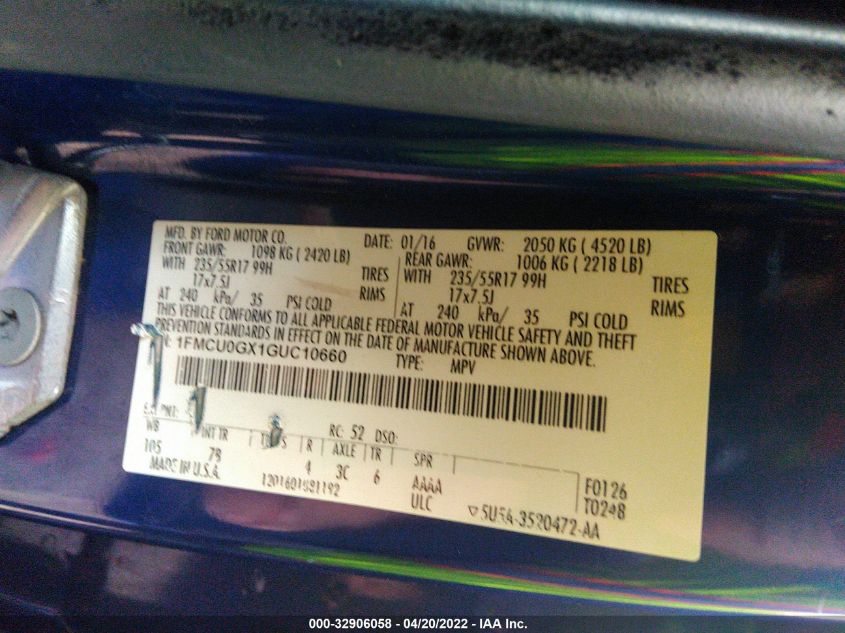 MFD. BY FORD MOTOR CO.
DATE: 01/16 GVWR: 2050 KG ( 4520 LB)
FRONT GAWR: 1098 KG ( 2420 LB)
WITH 235/55R17 99H TIRES
17x7.5J RIMS
AT 240 kPa/ 35 PSI COLD
REAR GAWR: 1006 KG ( 2218 LB)
WITH 235/55R17 99H TIRES
17x7.5J RIMS
AT 240 kPa/ 35 PSI COLD
THIS VEHICLE CONFORMS TO ALL APPLICABLE FEDERAL MOTOR VEHICLE SAFETY AND THEFT
PREVENTION STANDARDS IN EFFECT ON THE DATE OF MANUFACTURE SHOWN ABOVE.
1FMCU0GX1GUC10660
TYPE: MPV
PNT:
RC: 52 DSO:
WB INT TR R AXLE TR SPR
105 79 4 3C 6 AAAA
ULC
F0126
T0248
MADE IN U.S.A.
▽5U5A-3520472-AA
000-32906058 - 04/20/2022 - IAA Inc.